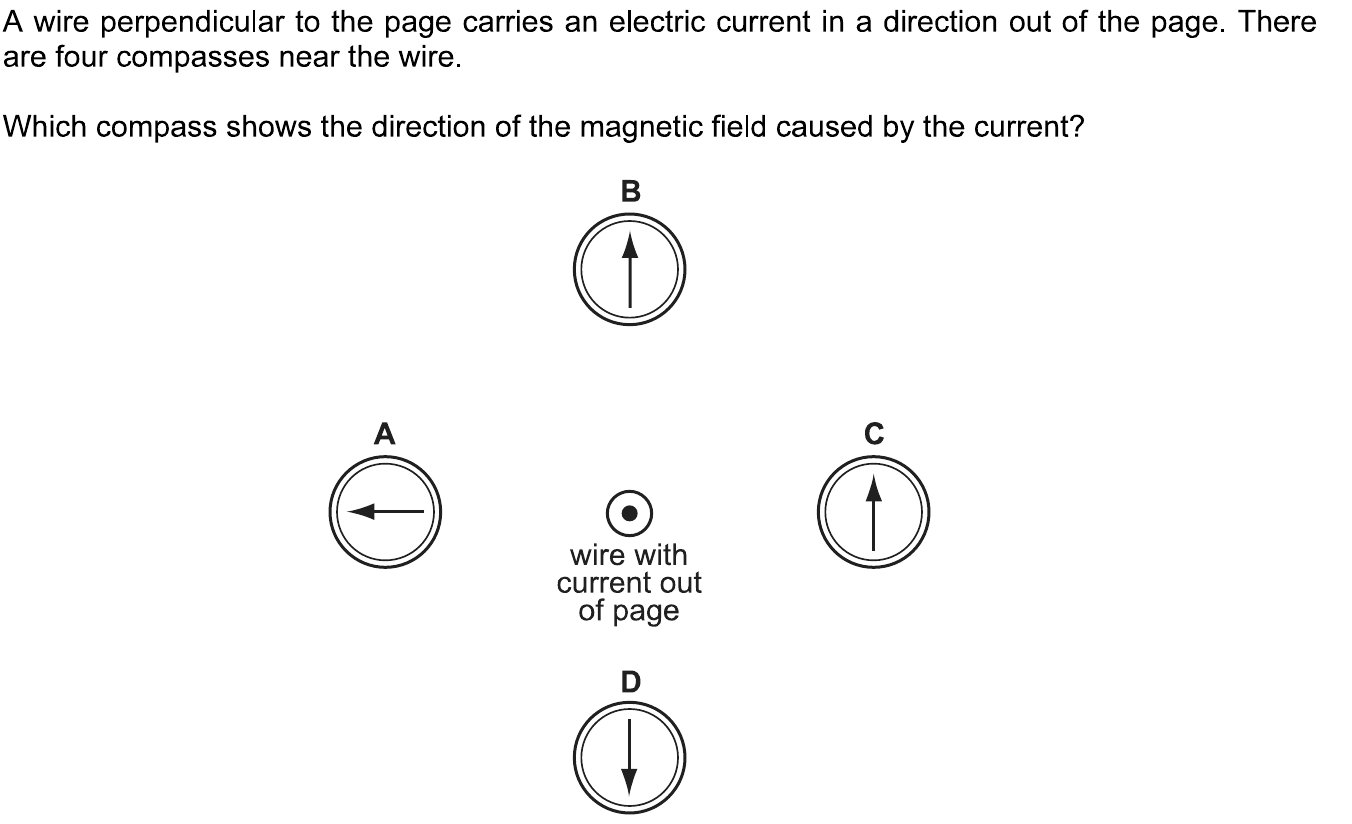 A wire perpendicular to the page carries an electric current in a direction out of the page. There
are four compasses near the wire.
Which compass shows the direction of the magnetic field caused by the current?
B
A
C
wire with
current out
of page
D